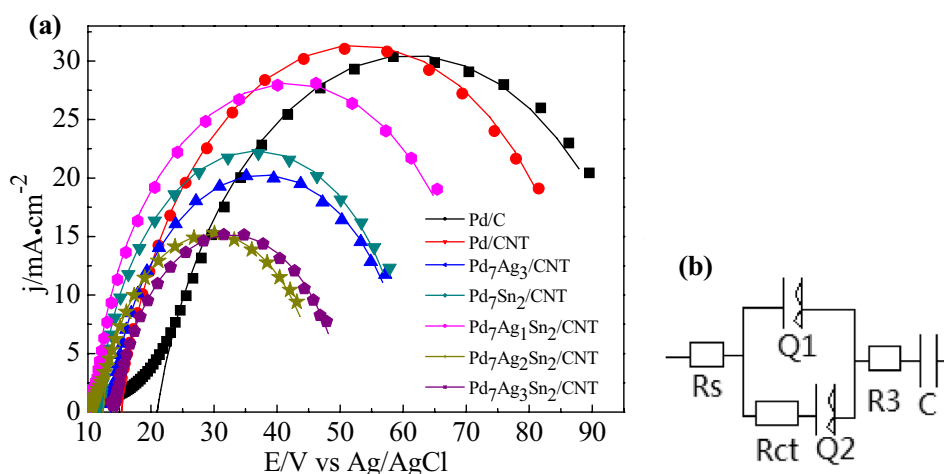 (a)
30
25
20
15
10
5
0
j/mA•cm-2
10 20 30 40 50 60 70 80 90
E/V vs Ag/AgCl
Pd/C
Pd/CNT
Pd7Ag3/CNT
Pd7Sn2/CNT
Pd7Ag1Sn2/CNT
Pd7Ag2Sn2/CNT
Pd7Ag3Sn2/CNT
(b)
Q1
Rs
R3
C
Rct
Q2